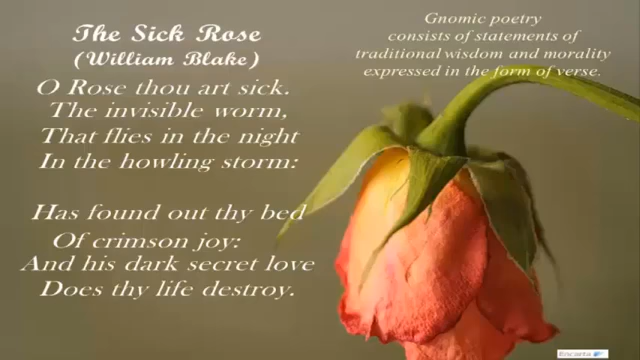 The Sick Rose
(William Blake)
O Rose thou art sick.
The invisible worm,
That flies in the night
In the howling storm:
Has found out thy bed
Of crimson joy:
And his dark secret love
Does thy life destroy.
Gnomic poetry
consists of statements of
traditional wisdom and morality
expressed in the form of verse.
Encarta